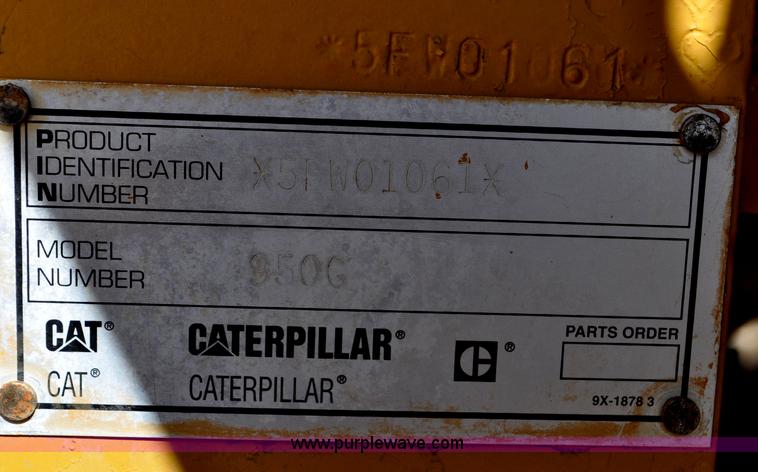 *5FW01061*
PRODUCT
IDENTIFICATION
NUMBER
X5FW01061X
MODEL
NUMBER
950G
CAT®
CATERPILLAR®
®
PARTS ORDER
CAT®
CATERPILLAR®
9X-1878 3
www.purplewave.com